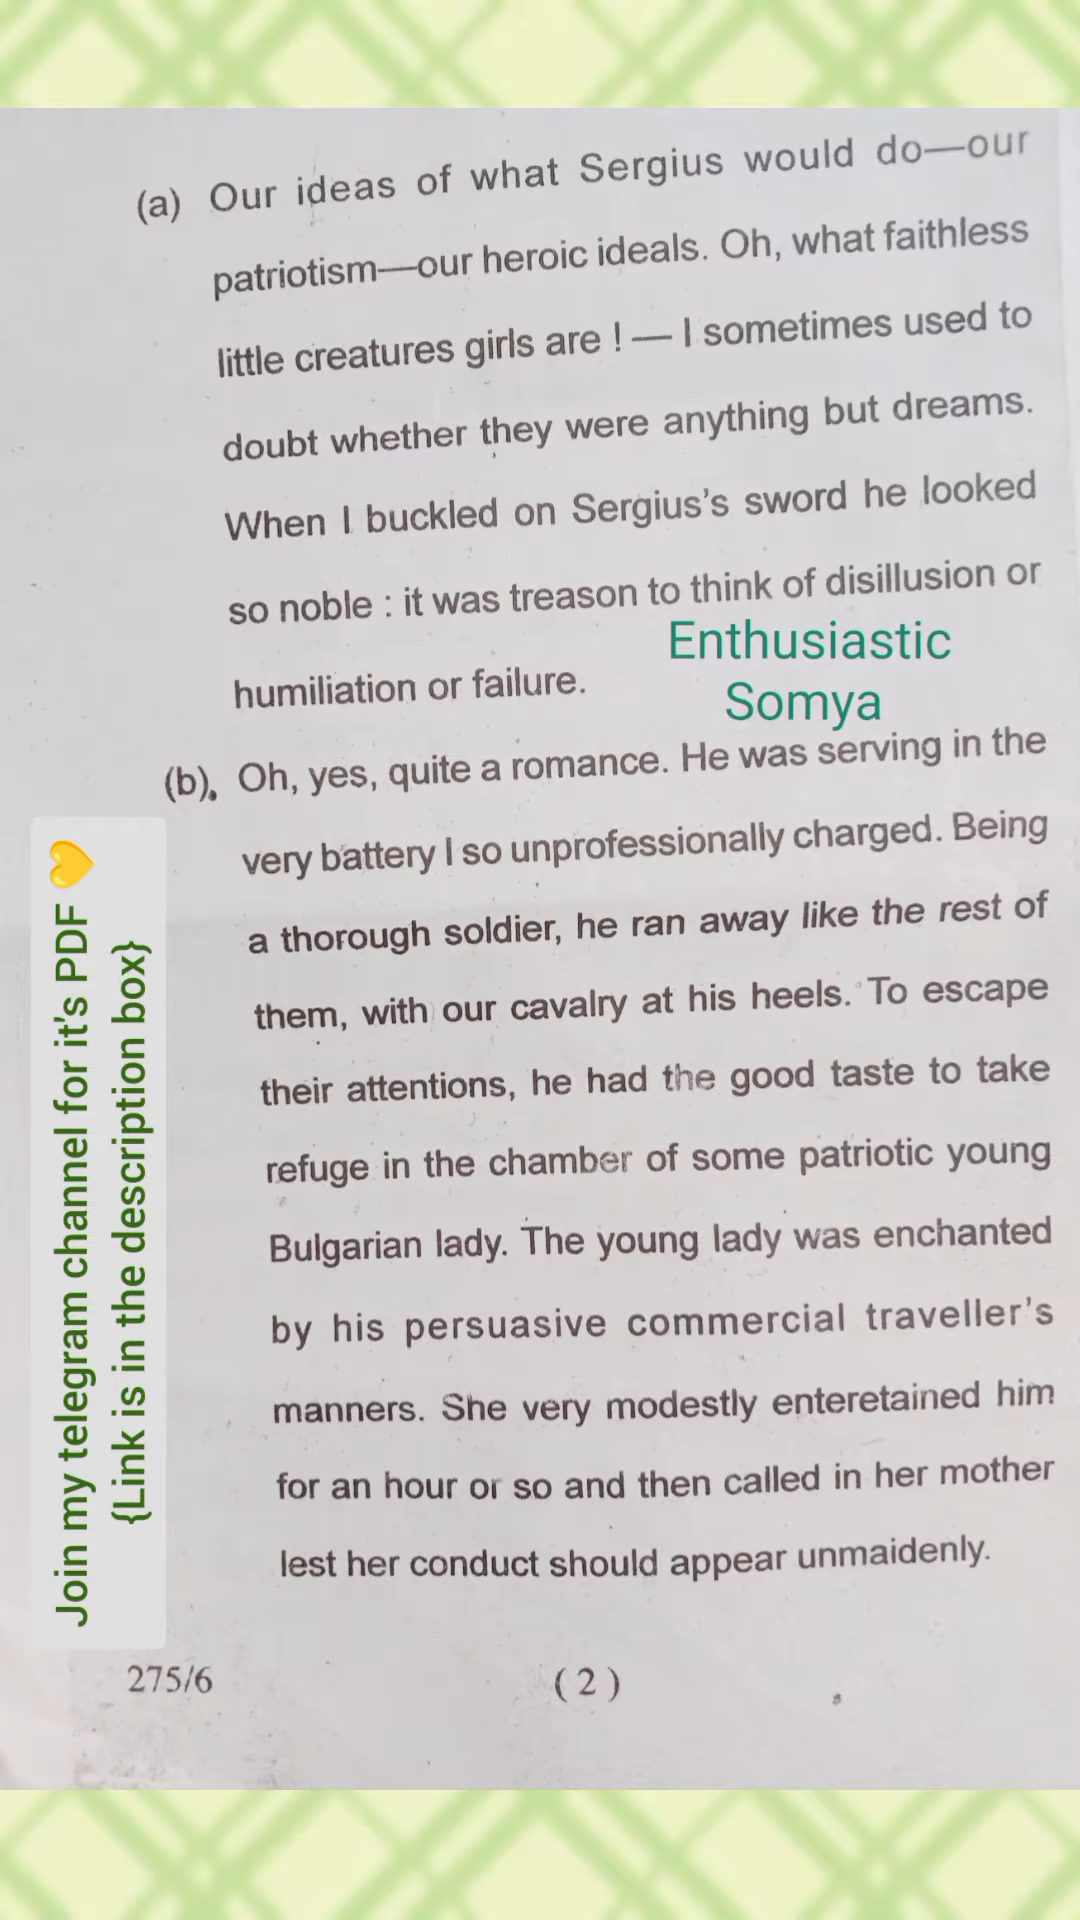 (a) Our ideas of what Sergius would do—our
patriotism—our heroic ideals. Oh, what faithless
little creatures girls are ! — I sometimes used to
doubt whether they were anything but dreams.
When I buckled on Sergius's sword he looked
so noble : it was treason to think of disillusion or
humiliation or failure.
Enthusiastic
Somya
(b). Oh, yes, quite a romance. He was serving in the
very battery I so unprofessionally charged. Being
a thorough soldier, he ran away like the rest of
them, with our cavalry at his heels. To escape
their attentions, he had the good taste to take
refuge in the chamber of some patriotic young
Bulgarian lady. The young lady was enchanted
by his persuasive commercial traveller's
manners. She very modestly enteretained him
for an hour or so and then called in her mother
lest her conduct should appear unmaidenly.
275/6
( 2 )
Join my telegram channel for it's PDF 💛
{Link is in the description box}